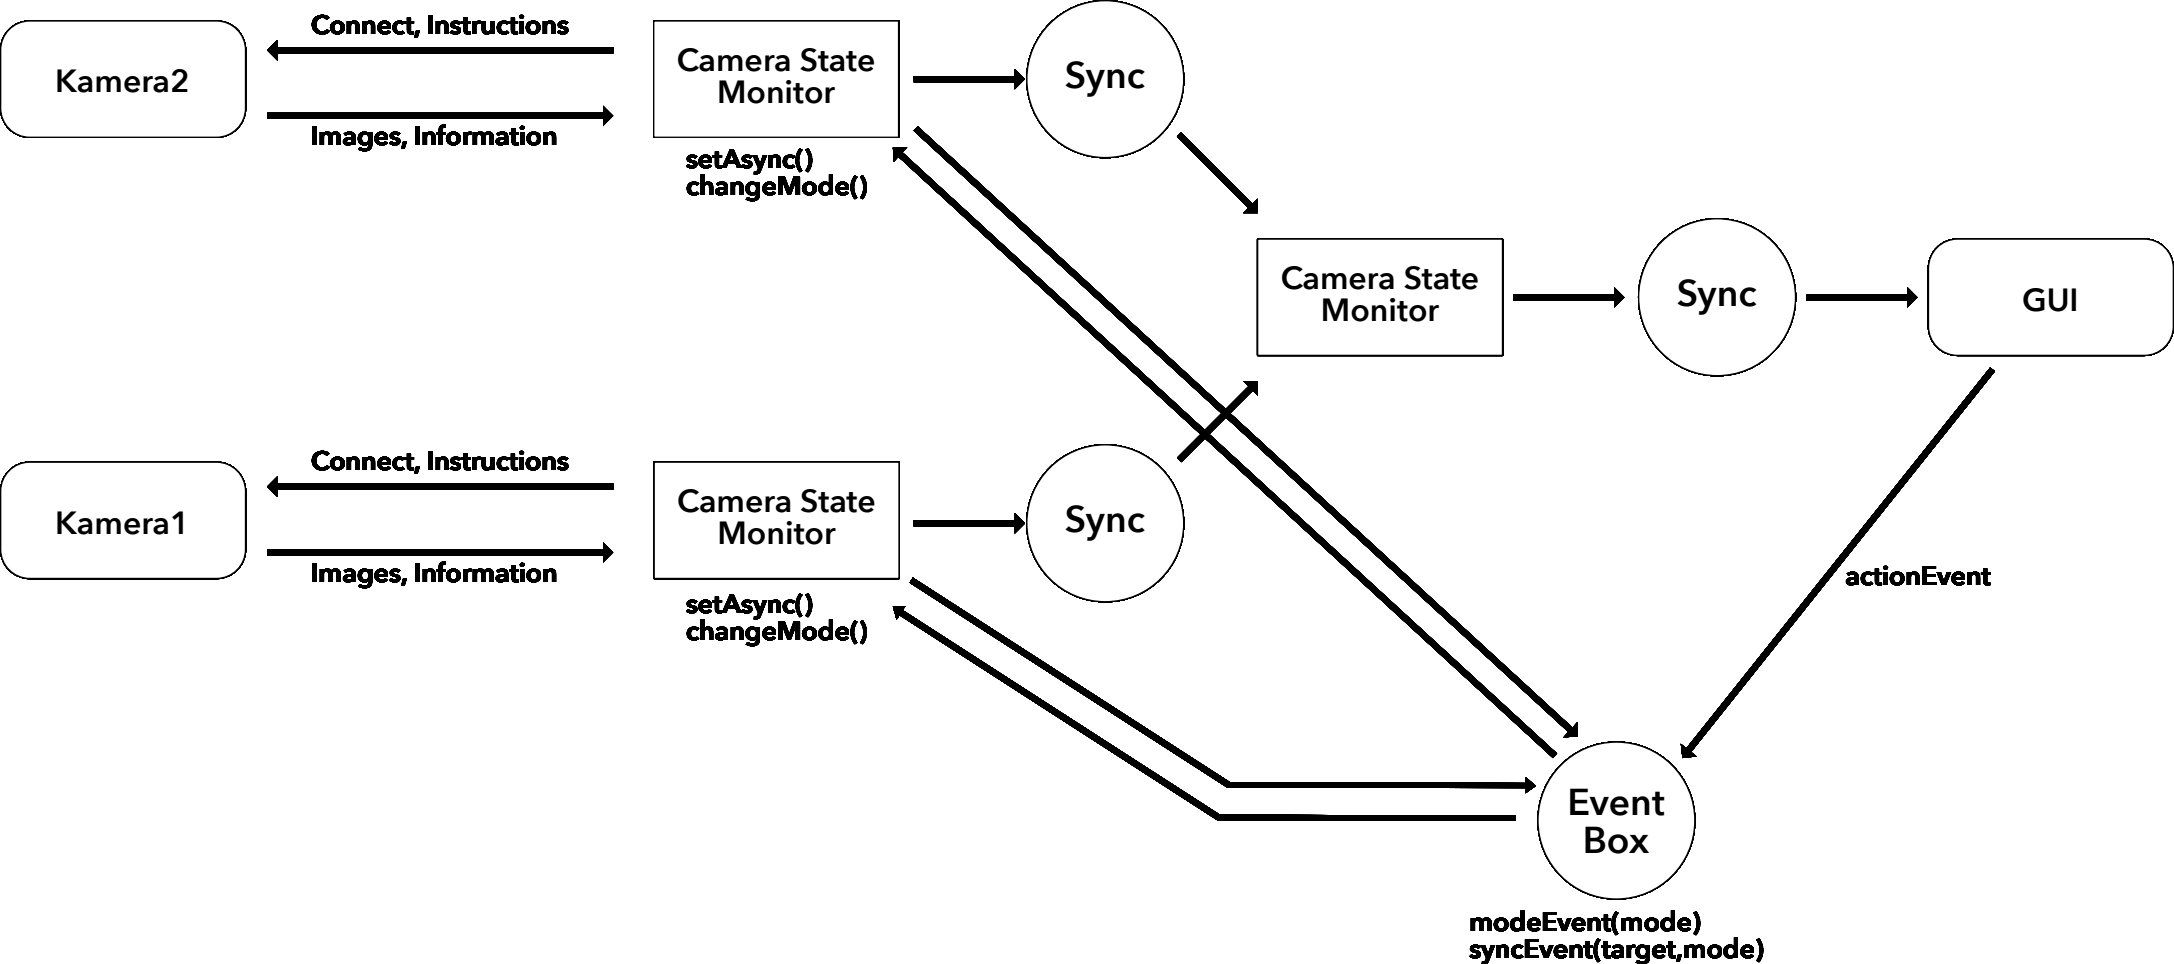 Connect, Instructions
Kamera2
Images, Information
Camera State
Monitor
setAsync()
changeMode()
Sync
Camera State
Monitor
Sync
GUI
Connect, Instructions
Kamera1
Images, Information
Camera State
Monitor
setAsync()
changeMode()
Sync
actionEvent
Event
Box
modeEvent(mode)
syncEvent(target,mode)